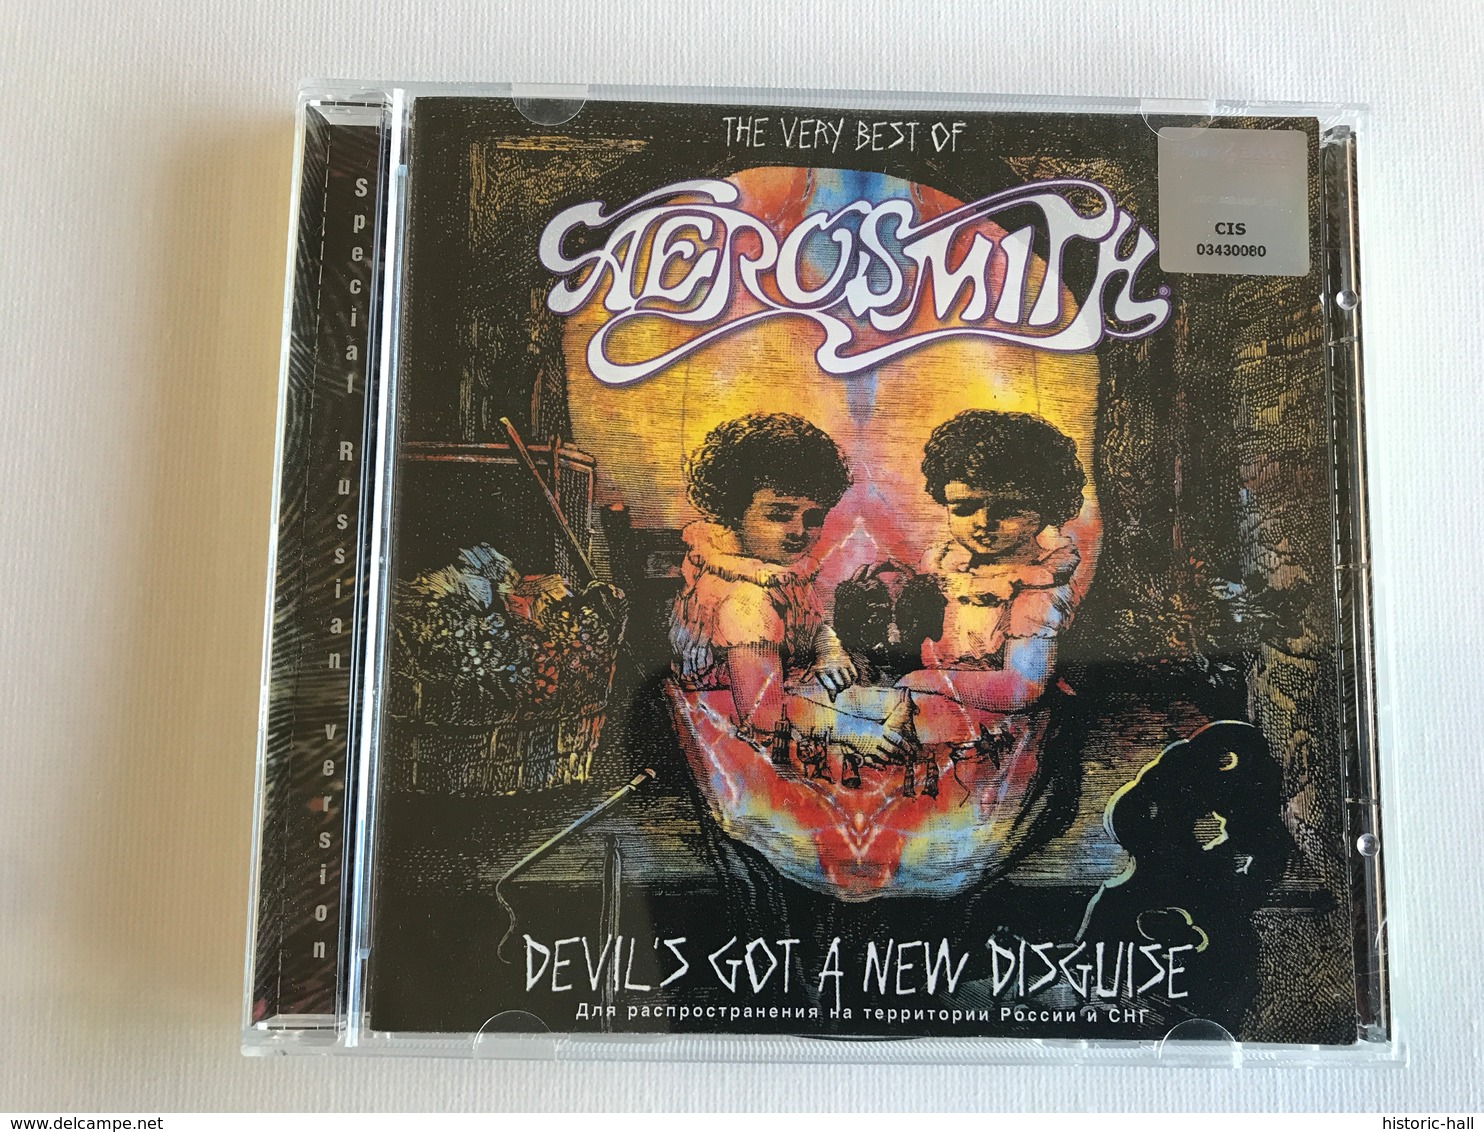 THE VERY BEST OF
AEROSMITH®
CIS
03430080
Special Russian version
DEVIL'S GOT A NEW DISGUISE
Для распространения на территории России и СНГ
www.delcampe.net
historic-hall